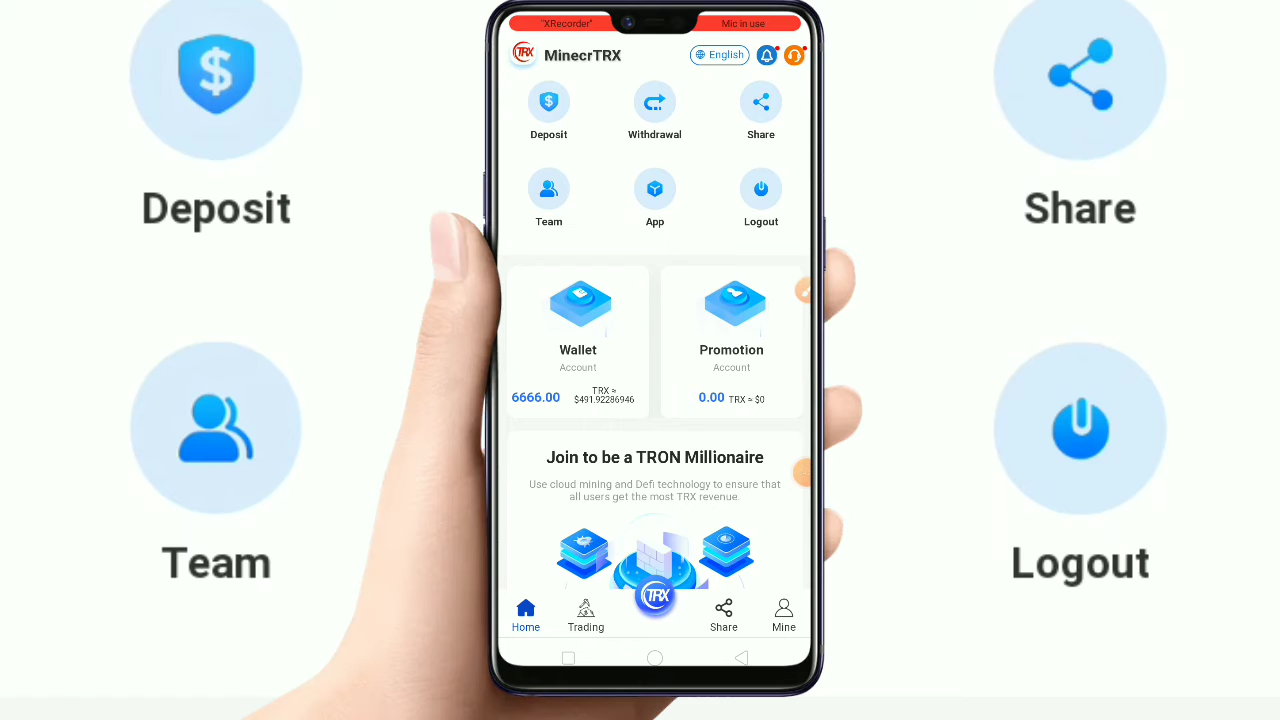 "XRecorder"
Mic in use
TRX
MinecrTRX
English
Deposit
Withdrawal
Share
Team
App
Logout
Deposit
Share
Team
Logout
Wallet
Account
6666.00
TRX ≈
$491.92286946
Promotion
Account
0.00 TRX ≈ $0
Join to be a TRON Millionaire
Use cloud mining and Defi technology to ensure that
all users get the most TRX revenue.
TRX
Home
Trading
Share
Mine